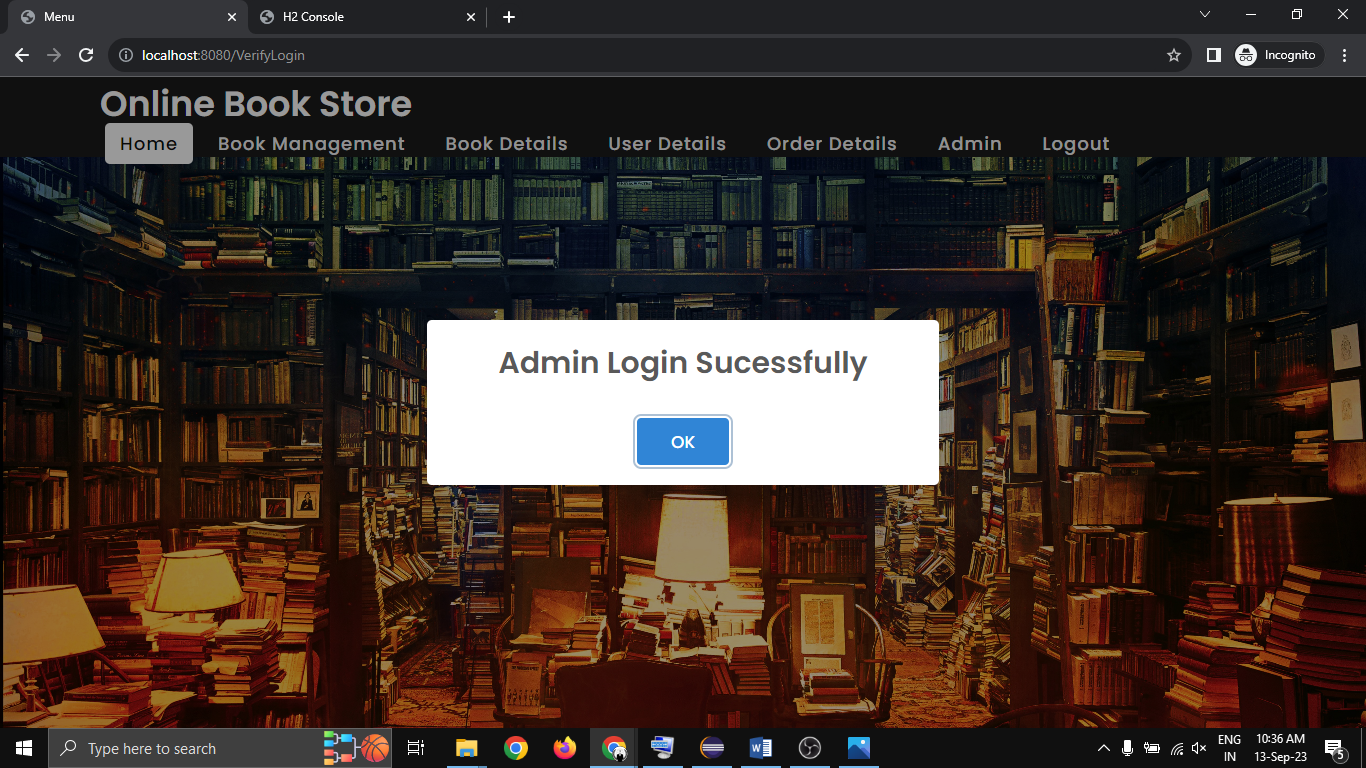 Menu
H2 Console
localhost:8080/VerifyLogin
Incognito
Online Book Store
Home Book Management Book Details User Details Order Details Admin Logout
Admin Login Sucessfully
OK
Type here to search
ENG
IN
10:36 AM
13-Sep-23
5